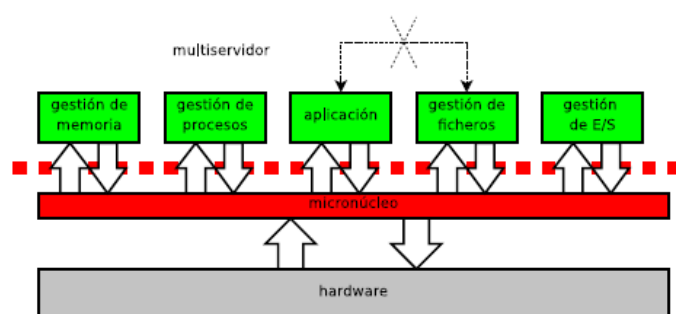 multiservidor
gestión de
memoria
gestión de
procesos
aplicación
gestión de
ficheros
gestión
de E/S
micronúcleo
hardware